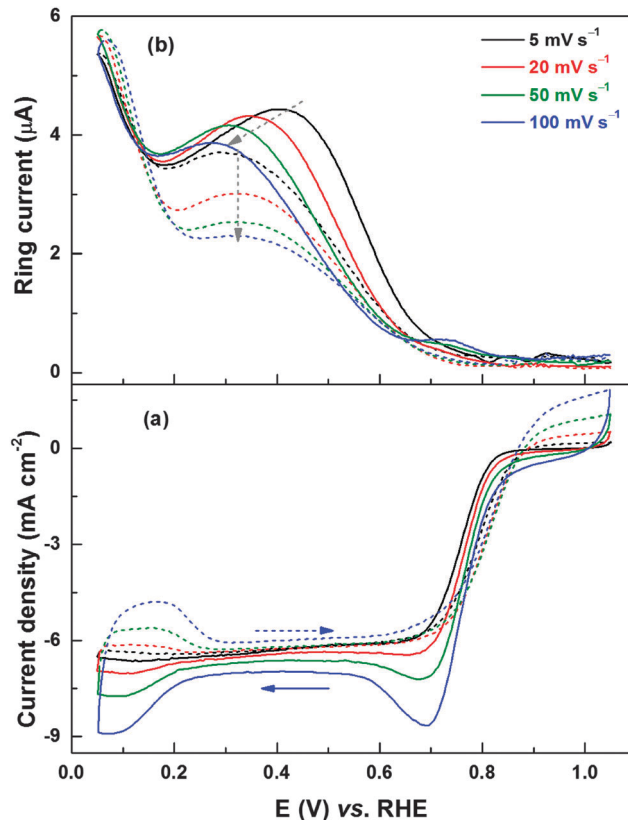 (b)
5 mV s⁻¹
20 mV s⁻¹
50 mV s⁻¹
100 mV s⁻¹
Ring current (μA)
6
4
2
0
(a)
Current density (mA cm⁻²)
0
-3
-6
-9
0.0 0.2 0.4 0.6 0.8 1.0
E (V) vs. RHE